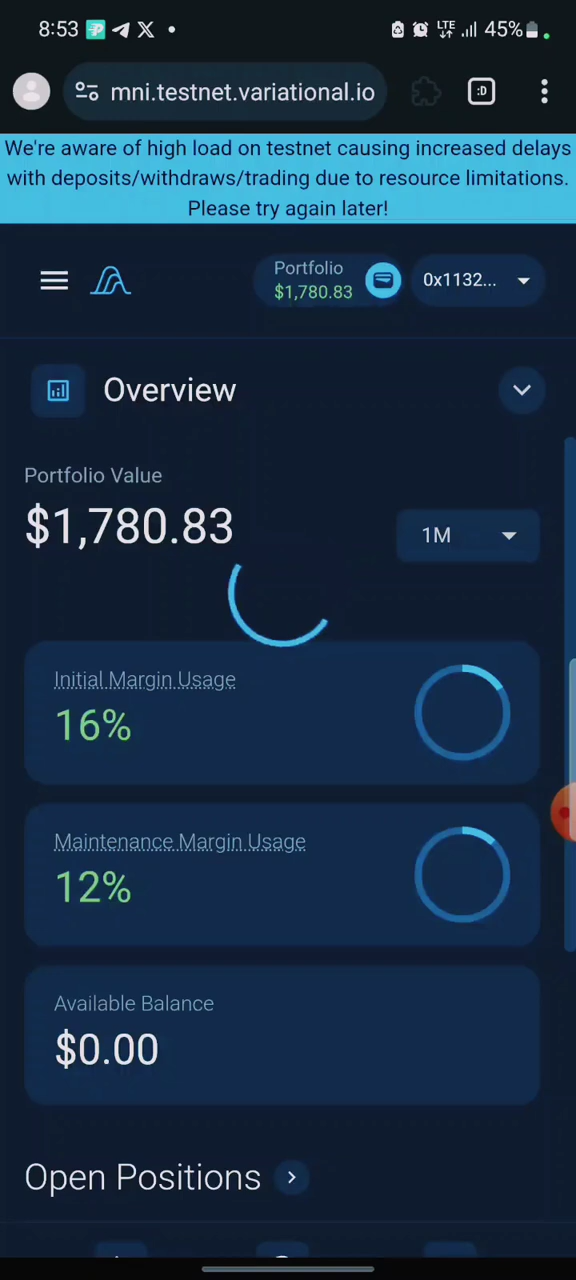 8:53
LTE
45%
mni.testnet.variational.io
:D
We're aware of high load on testnet causing increased delays
with deposits/withdraws/trading due to resource limitations.
Please try again later!
Portfolio
$1,780.83
0x1132...
Overview
Portfolio Value
$1,780.83
1M
Initial Margin Usage
16%
Maintenance Margin Usage
12%
Available Balance
$0.00
Open Positions